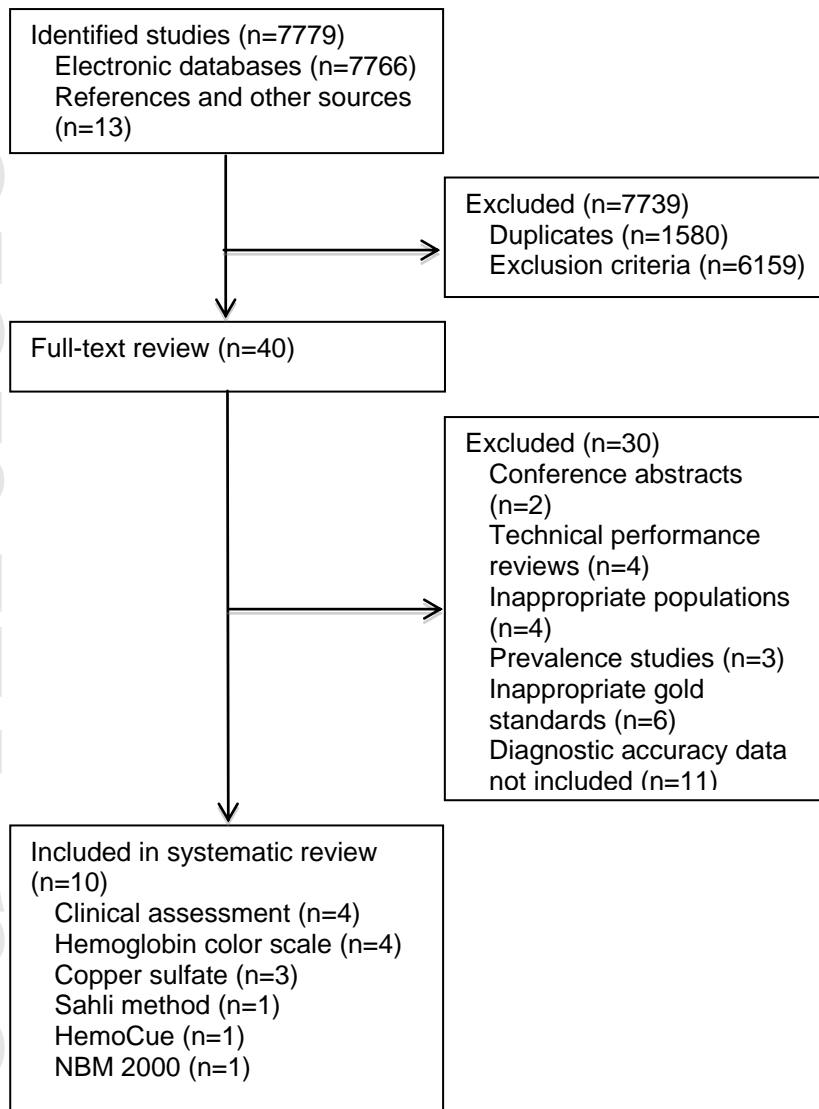 Identified studies (n=7779)
Electronic databases (n=7766)
References and other sources
(n=13)
Excluded (n=7739)
Duplicates (n=1580)
Exclusion criteria (n=6159)
Full-text review (n=40)
Excluded (n=30)
Conference abstracts
(n=2)
Technical performance
reviews (n=4)
Inappropriate populations
(n=4)
Prevalence studies (n=3)
Inappropriate gold
standards (n=6)
Diagnostic accuracy data
not included (n=11)
Included in systematic review
(n=10)
Clinical assessment (n=4)
Hemoglobin color scale (n=4)
Copper sulfate (n=3)
Sahli method (n=1)
HemoCue (n=1)
NBM 2000 (n=1)